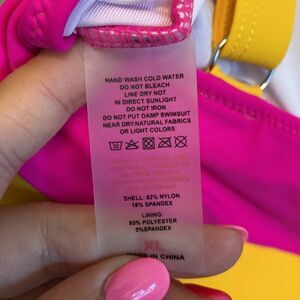 HAND WASH COLD WATER
DO NOT BLEACH
LINE DRY NOT
IN DIRECT SUNLIGHT
DO NOT IRON
DO NOT PUT DAMP SWIMSUIT
NEAR DRY.NATURAL FABRICS
OR LIGHT COLORS
SHELL: 82% NYLON
18% SPANDEX
LINING:
95% POLYESTER
5%SPANDEX
XL
MADE IN CHINA